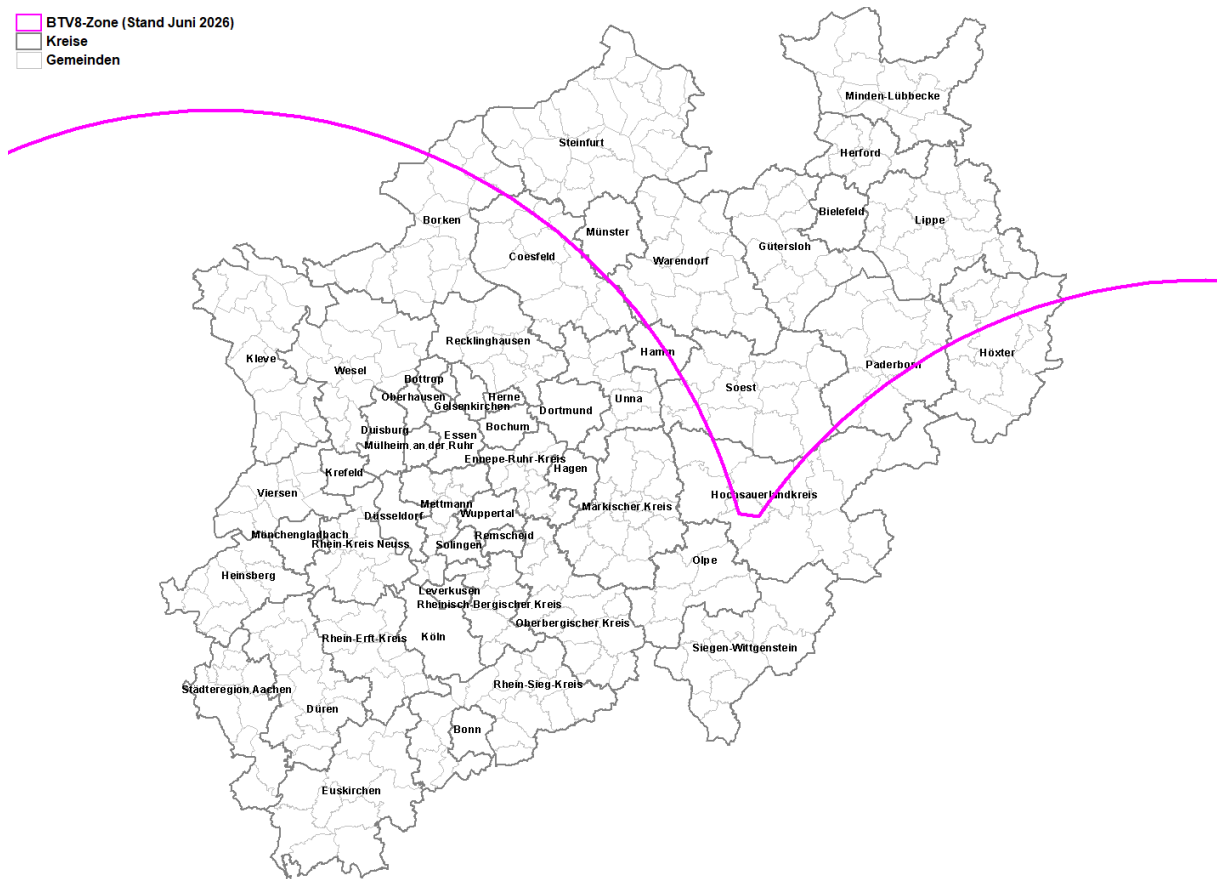 BTV8-Zone (Stand Juni 2026)
Kreise
Gemeinden
Minden-Lübbecke
Steinfurt
Herford
Borken
Bielefeld
Lippe
Münster
Gütersloh
Coesfeld
Warendorf
Recklinghausen
Hamm
Höxter
Kleve
Paderborn
Wesel
Bottrop
Soest
Oberhausen
Herne
Gelsenkirchen
Dortmund
Unna
Duisburg
Bochum
Essen
Mülheim an der Ruhr
Ennepe-Ruhr-Kreis
Hagen
Krefeld
Viersen
Hochsauerlandkreis
Mettmann
Märkischer Kreis
Düsseldorf
Wuppertal
Münchengladbach
Remscheid
Rhein-Kreis Neuss
Solingen
Olpe
Heinsberg
Leverkusen
Rheinisch-Bergischer Kreis
Oberbergischer Kreis
Rhein-Erft-Kreis
Köln
Siegen-Wittgenstein
Rhein-Sieg-Kreis
Städteregion Aachen
Düren
Bonn
Euskirchen